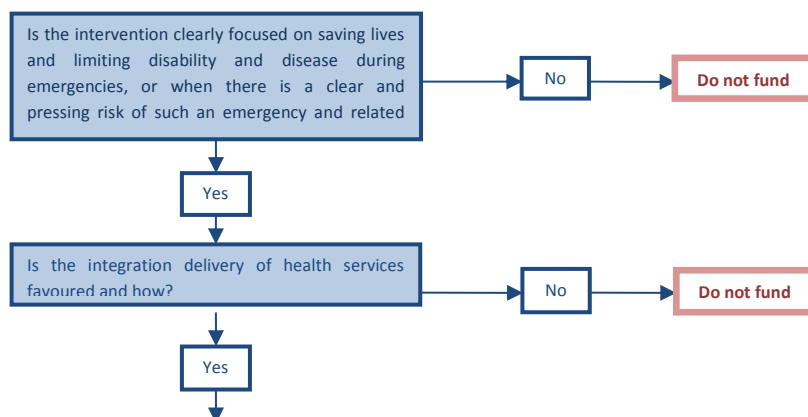 Is the intervention clearly focused on saving lives
and limiting disability and disease during
emergencies, or when there is a clear and
pressing risk of such an emergency and related
No
Do not fund
Yes
Is the integration delivery of health services
favoured and how?
No
Do not fund
Yes